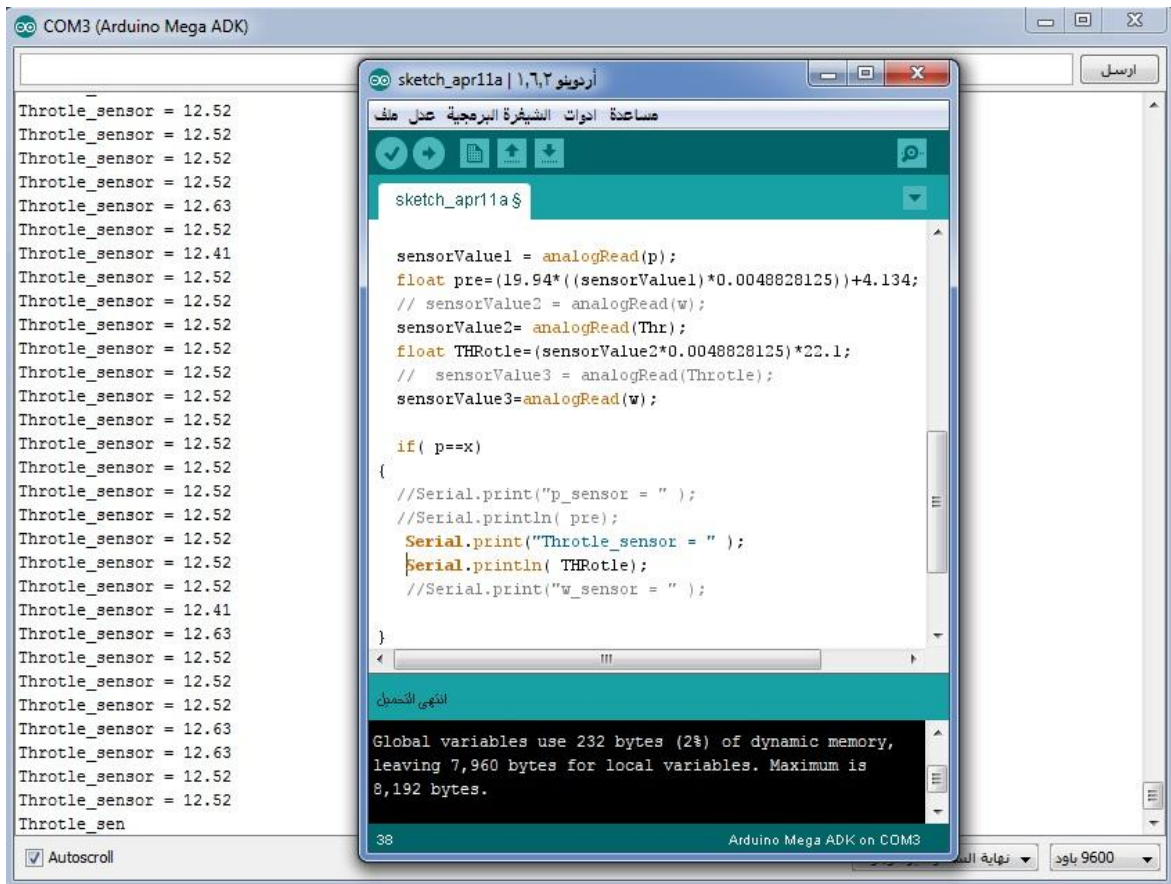 COM3 (Arduino Mega ADK)
ارسل
Throtle_sensor = 12.52
Throtle_sensor = 12.52
Throtle_sensor = 12.52
Throtle_sensor = 12.52
Throtle_sensor = 12.63
Throtle_sensor = 12.52
Throtle_sensor = 12.41
Throtle_sensor = 12.52
Throtle_sensor = 12.52
Throtle_sensor = 12.52
Throtle_sensor = 12.52
Throtle_sensor = 12.52
Throtle_sensor = 12.52
Throtle_sensor = 12.52
Throtle_sensor = 12.52
Throtle_sensor = 12.52
Throtle_sensor = 12.52
Throtle_sensor = 12.52
Throtle_sensor = 12.52
Throtle_sensor = 12.52
Throtle_sensor = 12.52
Throtle_sensor = 12.41
Throtle_sensor = 12.63
Throtle_sensor = 12.52
Throtle_sensor = 12.52
Throtle_sensor = 12.52
Throtle_sensor = 12.63
Throtle_sensor = 12.63
Throtle_sensor = 12.52
Throtle_sensor = 12.52
Throtle_sen
Autoscroll
sketch_apr11a | أردوينو ١,٦,٢
ملف عدل الشيفرة البرمجية ادوات مساعدة
sketch_apr11a §
sensorValue1 = analogRead(p);
float pre=(19.94*((sensorValue1)*0.0048828125))+4.134;
// sensorValue2 = analogRead(w);
sensorValue2= analogRead(Thr);
float THRotle=(sensorValue2*0.0048828125)*22.1;
//  sensorValue3 = analogRead(Throtle);
sensorValue3=analogRead(w);
if( p==x)
{
//Serial.print("p_sensor = " );
//Serial.println( pre);
Serial.print("Throtle_sensor = " );
Serial.println( THRotle);
//Serial.print("w_sensor = " );
}
انتهى التحميل
Global variables use 232 bytes (2%) of dynamic memory,
leaving 7,960 bytes for local variables. Maximum is
8,192 bytes.
38
Arduino Mega ADK on COM3
نهاية
9600 باود